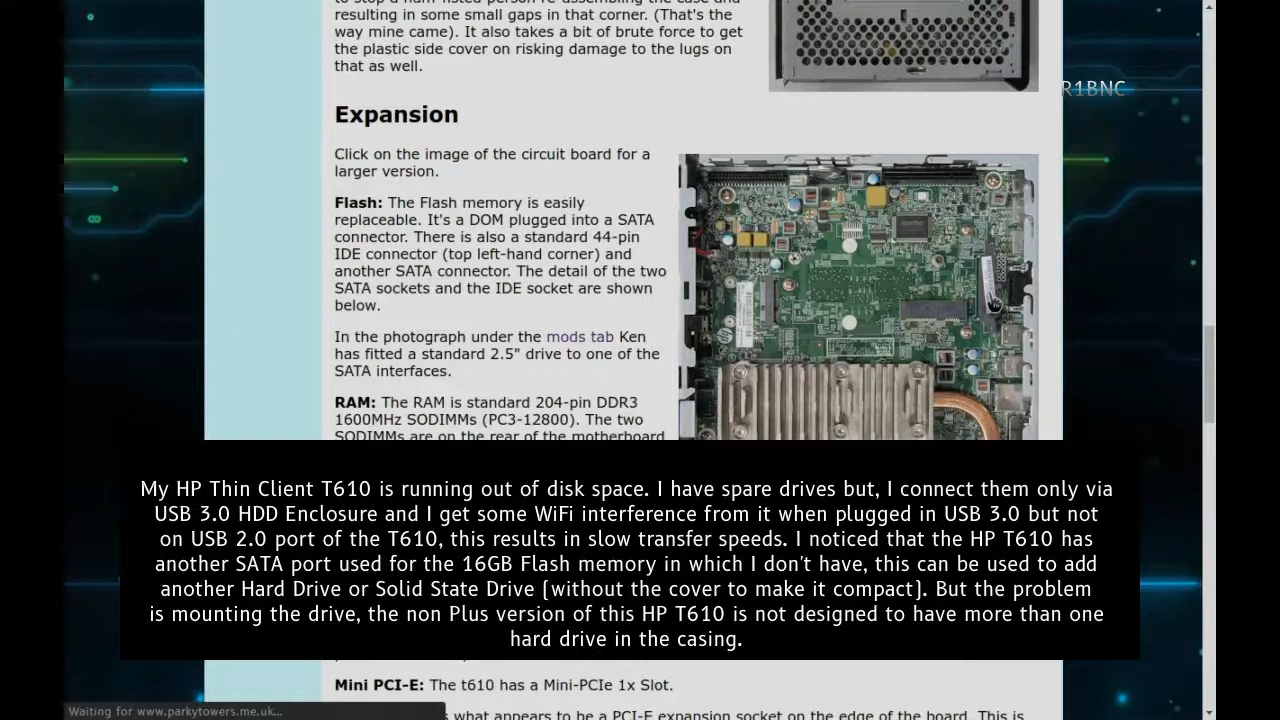 resulting in some small gaps in that corner. (That's the
way mine came). It also takes a bit of brute force to get
the plastic side cover on risking damage to the lugs on
that as well.
R1BNC
Expansion
Click on the image of the circuit board for a
larger version.
Flash: The Flash memory is easily
replaceable. It's a DOM plugged into a SATA
connector. There is also a standard 44-pin
IDE connector (top left-hand corner) and
another SATA connector. The detail of the two
SATA sockets and the IDE socket are shown
below.
In the photograph under the mods tab Ken
has fitted a standard 2.5" drive to one of the
SATA interfaces.
RAM: The RAM is standard 204-pin DDR3
1600MHz SODIMMs (PC3-12800). The two
SODIMMs are on the rear of the motherboard
My HP Thin Client T610 is running out of disk space. I have spare drives but, I connect them only via
USB 3.0 HDD Enclosure and I get some WiFi interference from it when plugged in USB 3.0 but not
on USB 2.0 port of the T610, this results in slow transfer speeds. I noticed that the HP T610 has
another SATA port used for the 16GB Flash memory in which I don't have, this can be used to add
another Hard Drive or Solid State Drive [without the cover to make it compact]. But the problem
is mounting the drive, the non Plus version of this HP T610 is not designed to have more than one
hard drive in the casing.
Mini PCI-E: The t610 has a Mini-PCIe 1x Slot.
Waiting for www.parkytowers.me.uk...
what appears to be a PCI-E expansion socket on the edge of the board. This is